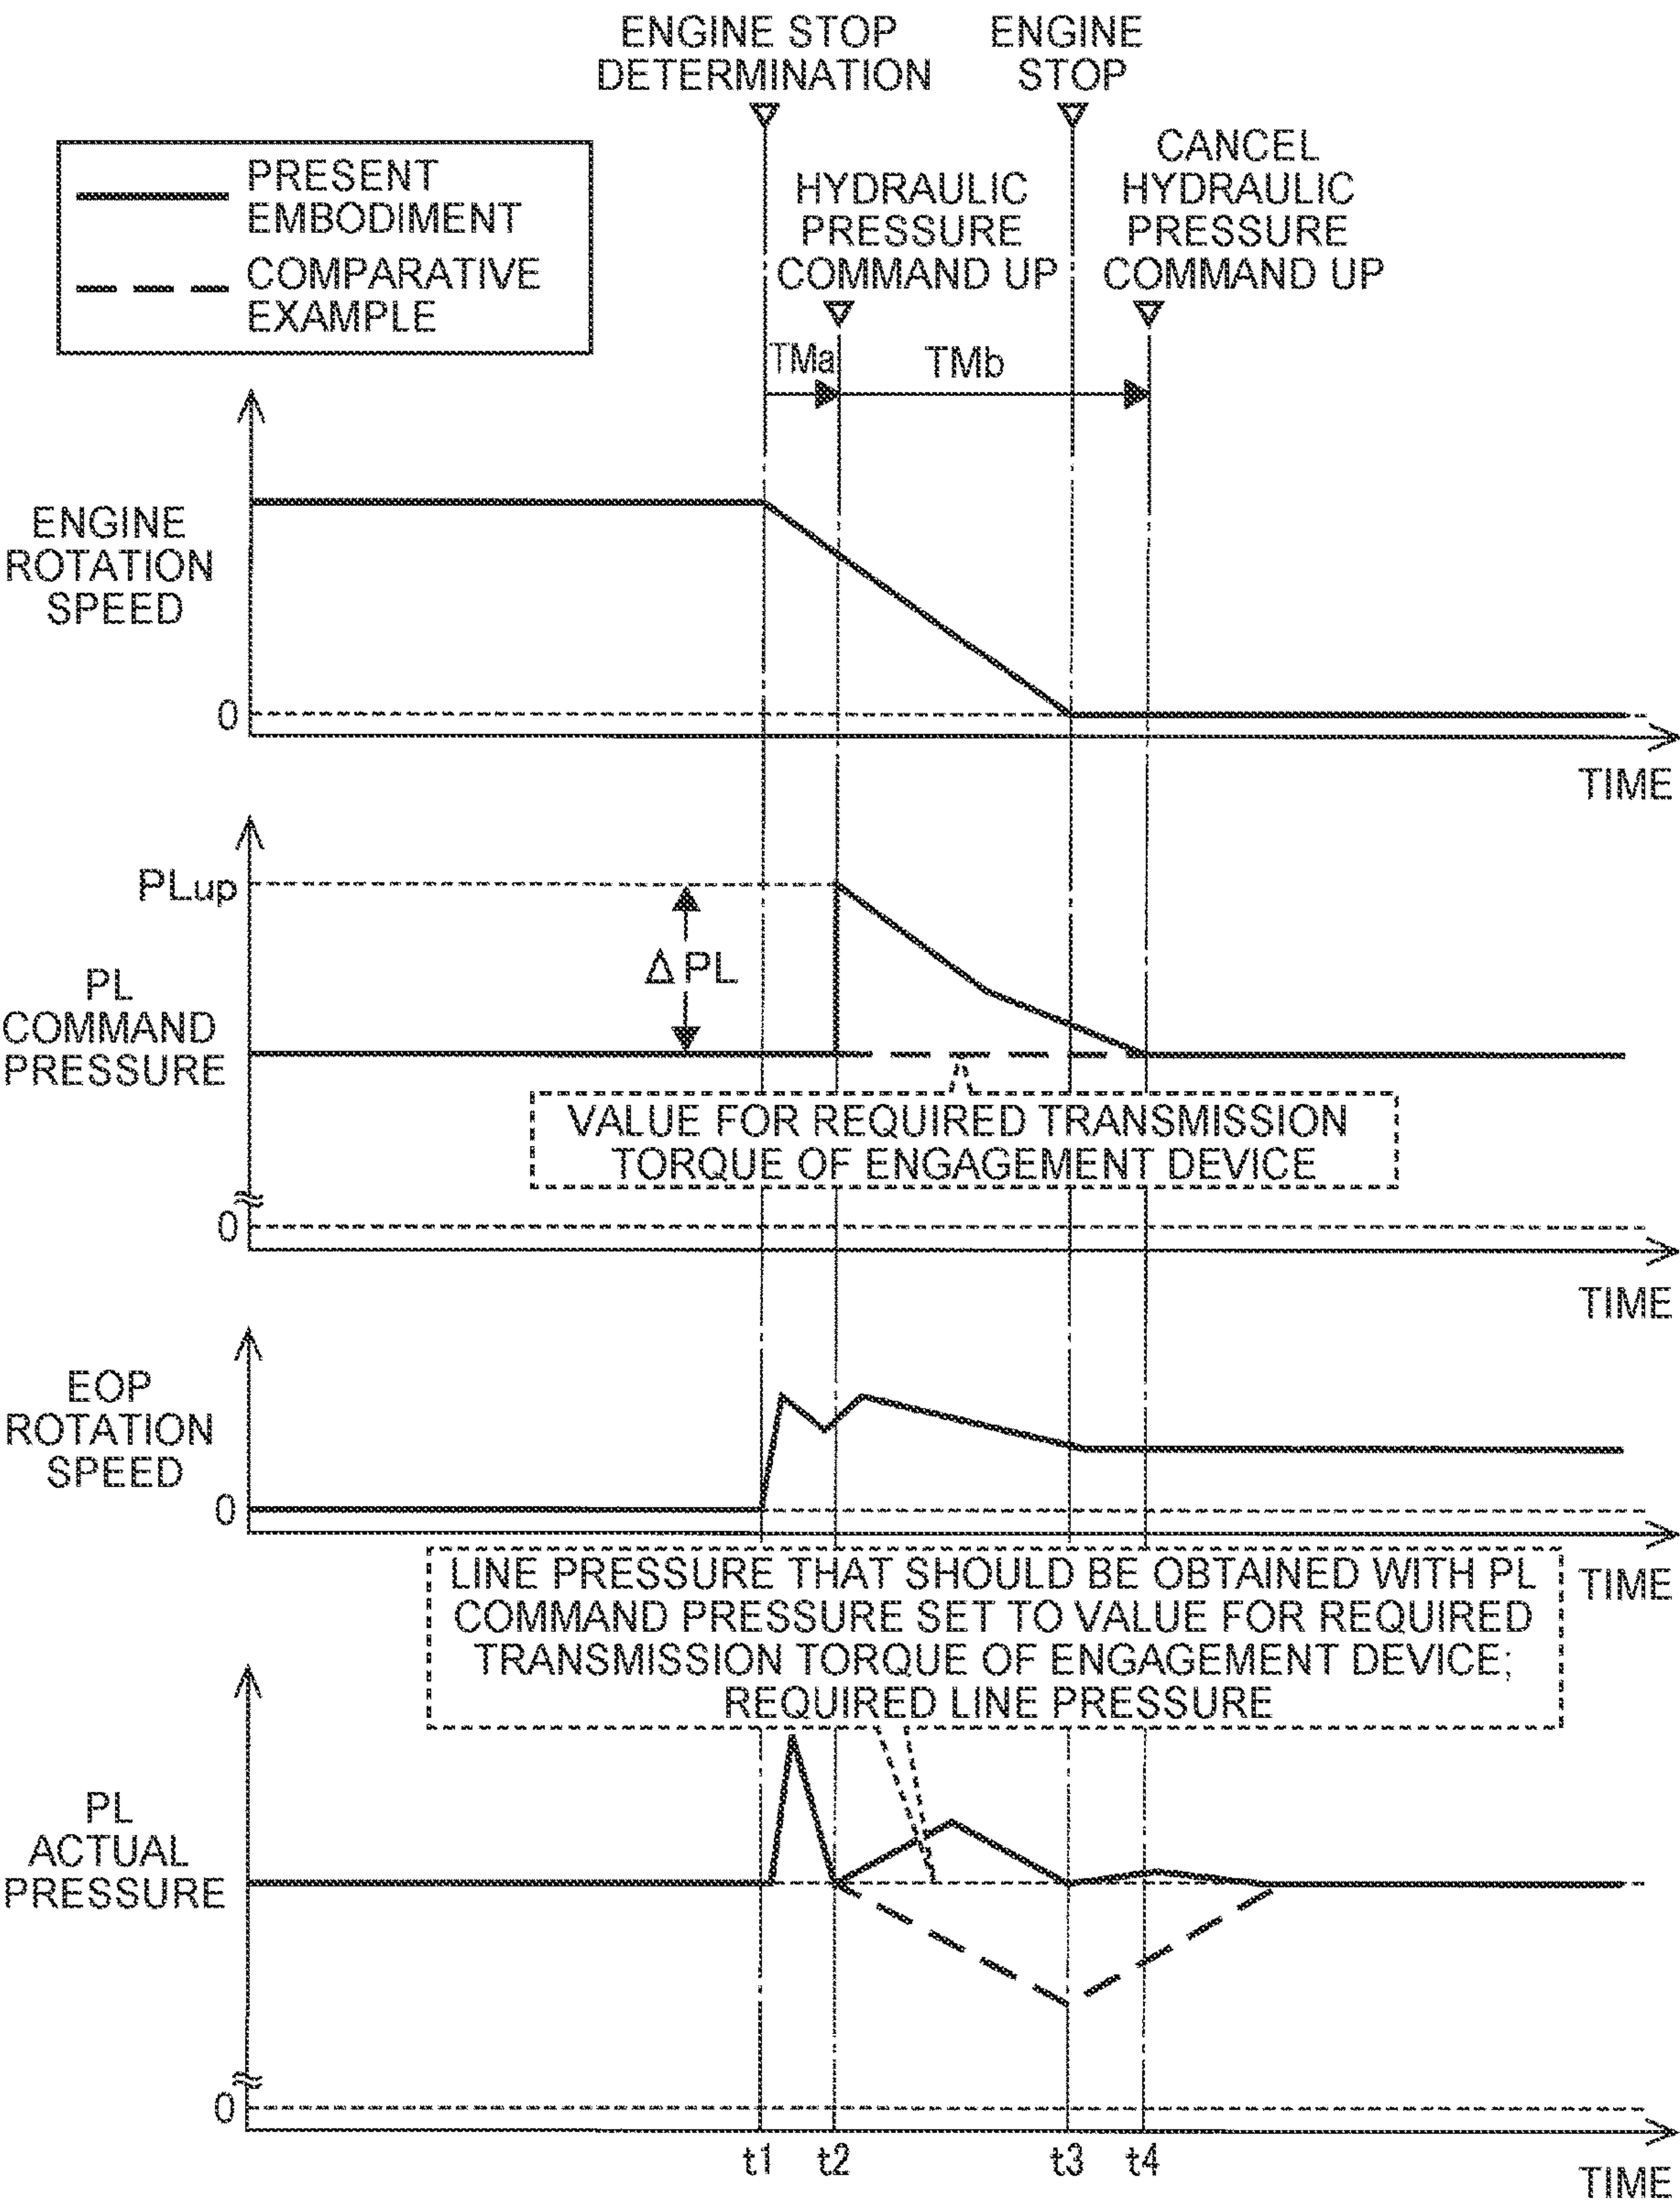 ENGINE STOP
DETERMINATION
ENGINE
STOP
PRESENT
EMBODIMENT
COMPARATIVE
EXAMPLE
HYDRAULIC
PRESSURE
COMMAND UP
CANCEL
HYDRAULIC
PRESSURE
COMMAND UP
TMa
TMb
ENGINE
ROTATION
SPEED
0
TIME
PLup
Δ PL
PL
COMMAND
PRESSURE
VALUE FOR REQUIRED TRANSMISSION
TORQUE OF ENGAGEMENT DEVICE
0
TIME
EOP
ROTATION
SPEED
0
TIME
LINE PRESSURE THAT SHOULD BE OBTAINED WITH PL
COMMAND PRESSURE SET TO VALUE FOR REQUIRED
TRANSMISSION TORQUE OF ENGAGEMENT DEVICE;
REQUIRED LINE PRESSURE
PL
ACTUAL
PRESSURE
0
t1 t2 t3 t4
TIME